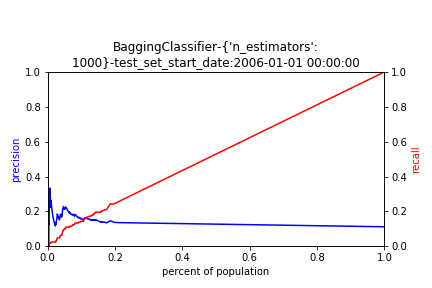 BaggingClassifier-{'n_estimators':
1000}-test_set_start_date:2006-01-01 00:00:00
1.0
0.8
0.6
0.4
0.2
0.0
precision
1.0
0.8
0.6
0.4
0.2
0.0
recall
0.0 0.2 0.4 0.6 0.8 1.0
percent of population